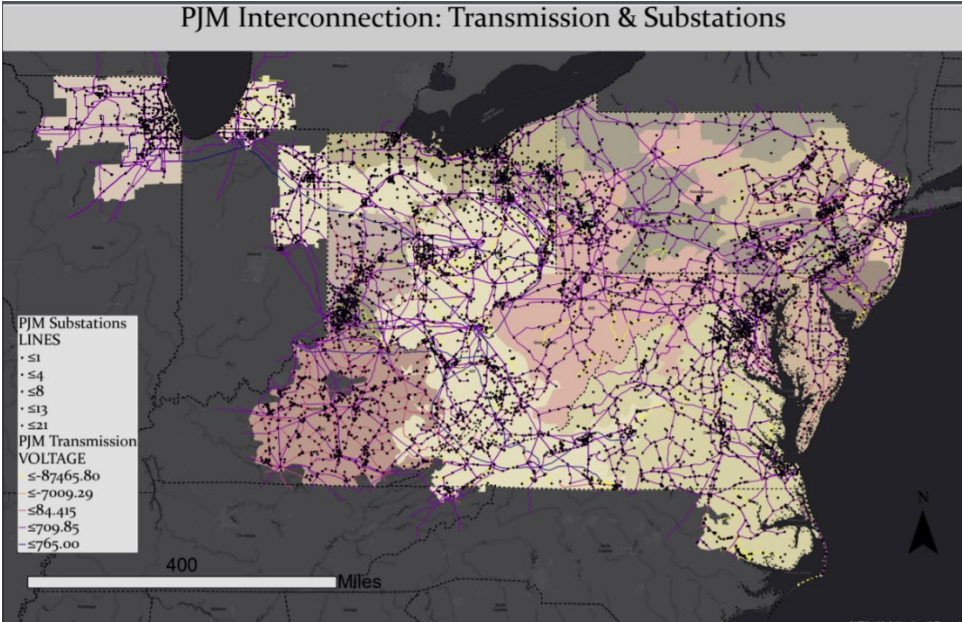 PJM Interconnection: Transmission & Substations
PJM Substations
LINES
≤1
≤4
≤8
≤13
≤21
PJM Transmission
VOLTAGE
≤-87465.80
≤-7009.29
≤84.415
≤709.85
≤765.00
400
Miles
N